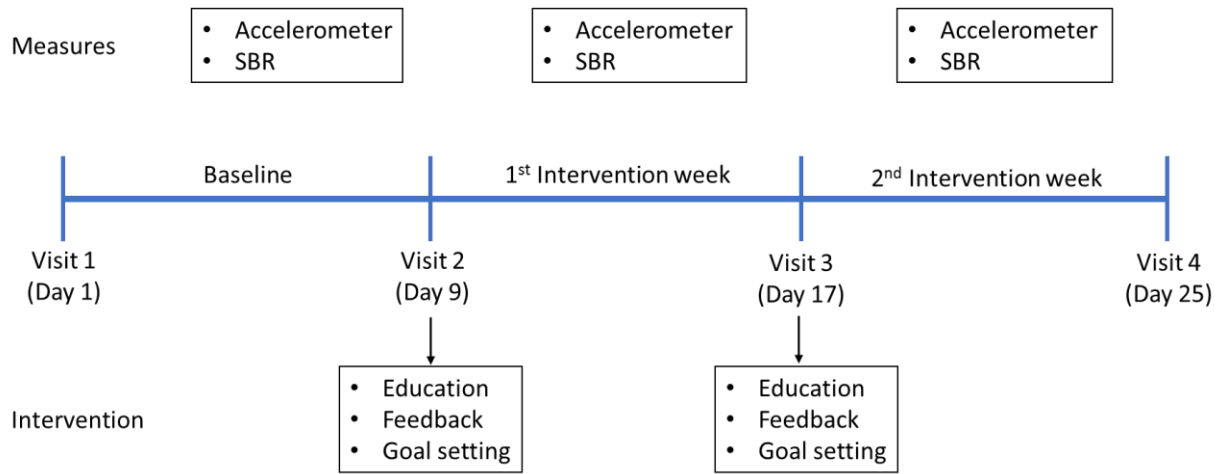 Measures
• Accelerometer
• SBR
• Accelerometer
• SBR
• Accelerometer
• SBR
Baseline
1st Intervention week
2nd Intervention week
Visit 1
(Day 1)
Visit 2
(Day 9)
Visit 3
(Day 17)
Visit 4
(Day 25)
Intervention
• Education
• Feedback
• Goal setting
• Education
• Feedback
• Goal setting